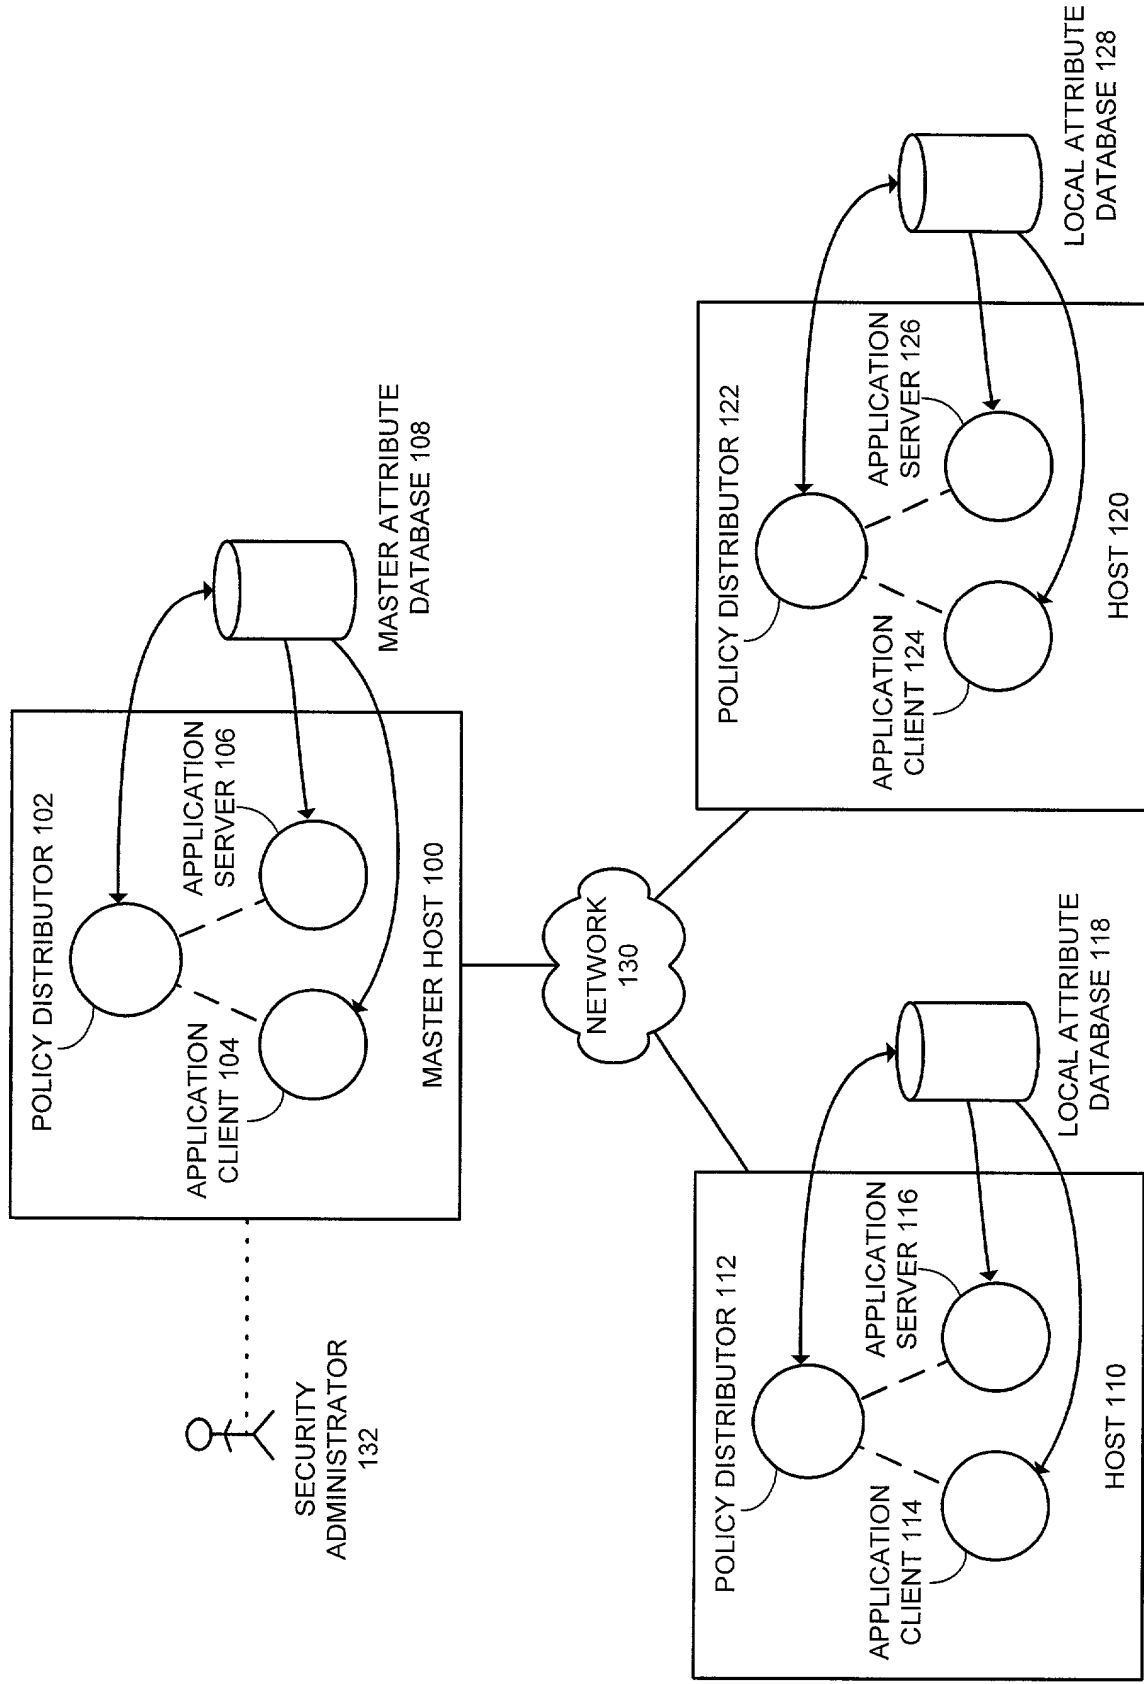 SECURITY
ADMINISTRATOR
132
POLICY DISTRIBUTOR 102
APPLICATION
CLIENT 104
APPLICATION
SERVER 106
MASTER HOST 100
MASTER ATTRIBUTE
DATABASE 108
NETWORK
130
POLICY DISTRIBUTOR 112
APPLICATION
CLIENT 114
APPLICATION
SERVER 116
HOST 110
LOCAL ATTRIBUTE
DATABASE 118
POLICY DISTRIBUTOR 122
APPLICATION
CLIENT 124
APPLICATION
SERVER 126
HOST 120
LOCAL ATTRIBUTE
DATABASE 128